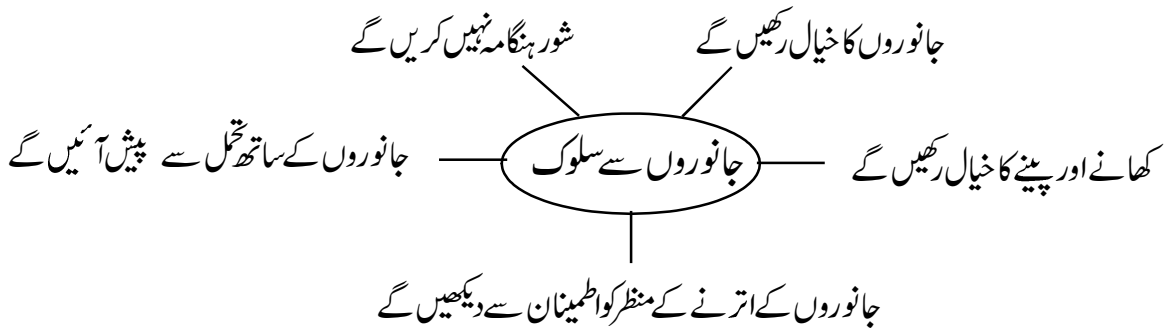 جانوروں کا خیال رکھیں گے
شور ہنگامہ نہیں کریں گے
جانوروں سے سلوک
کھانے اور پینے کا خیال رکھیں گے
جانوروں کے ساتھ تحمل سے پیش آئیں گے
جانوروں کے اترنے کے منظر کو اطمینان سے دیکھیں گے